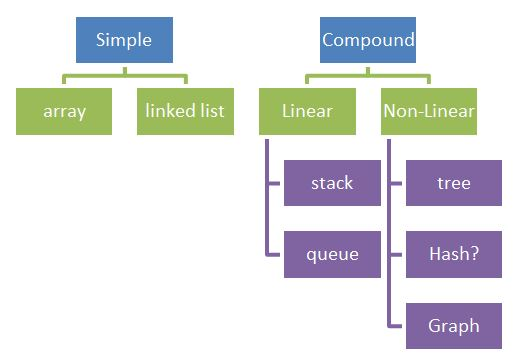 Simple
Compound
array
linked list
Linear
Non-Linear
stack
tree
queue
Hash?
Graph